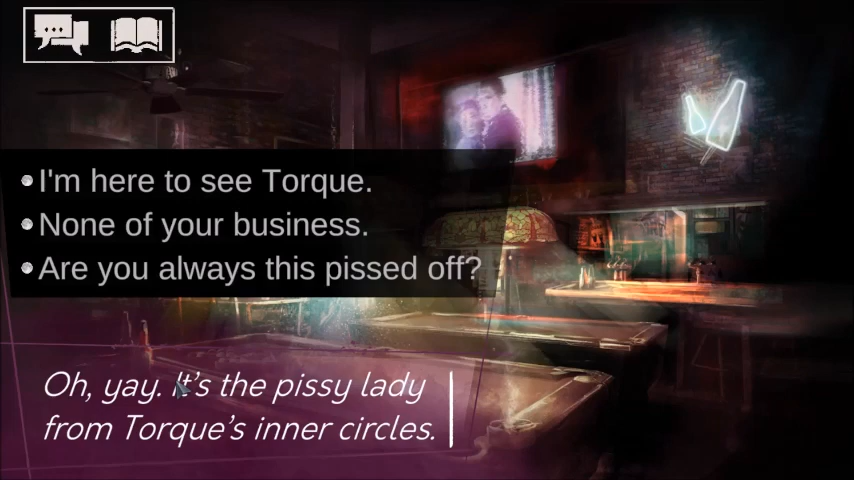 I'm here to see Torque.
None of your business.
Are you always this pissed off?
Oh, yay. It's the pissy lady
from Torque's inner circles.